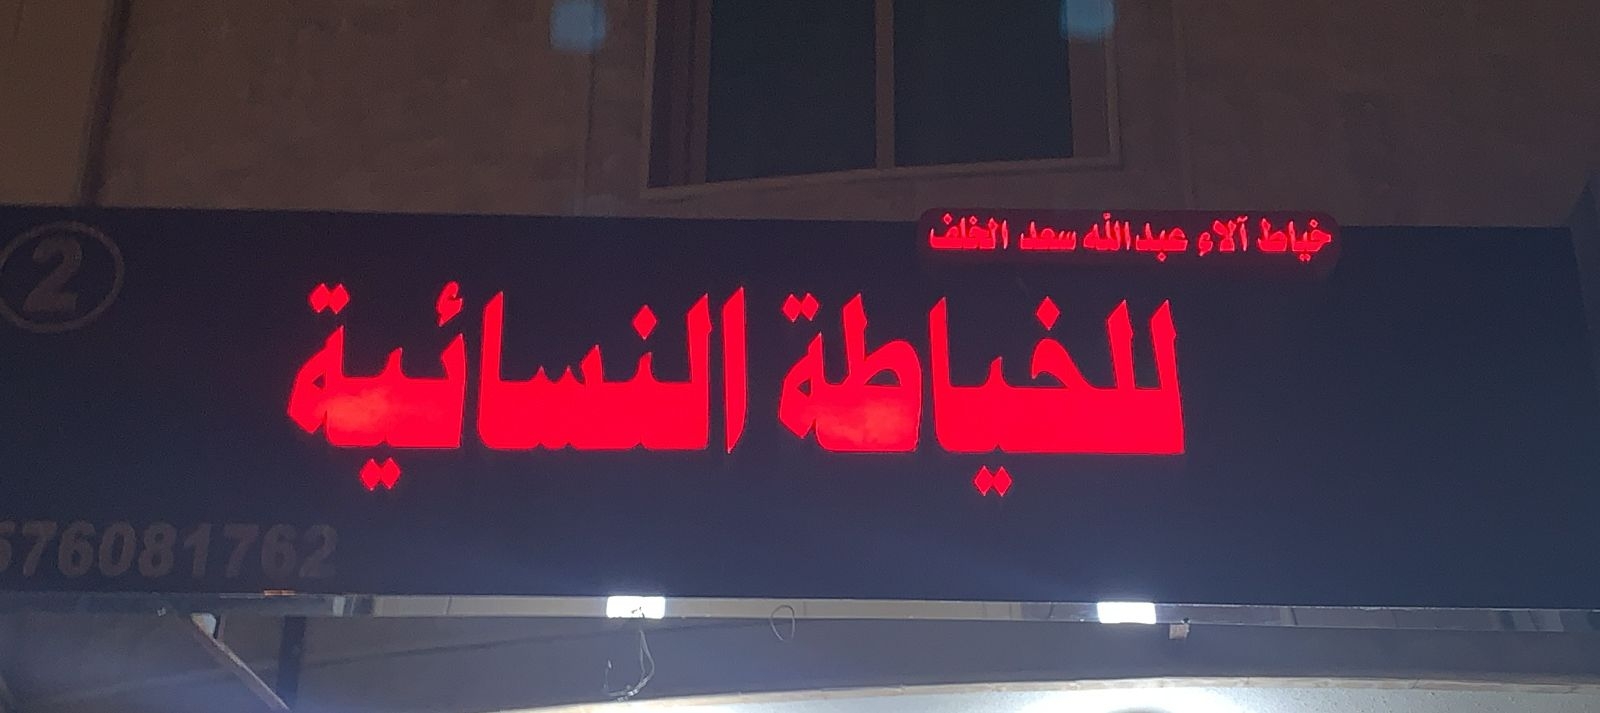 خياط آلاء عبدالله سعد الخلف
للخياطة النسائية
2
576081762